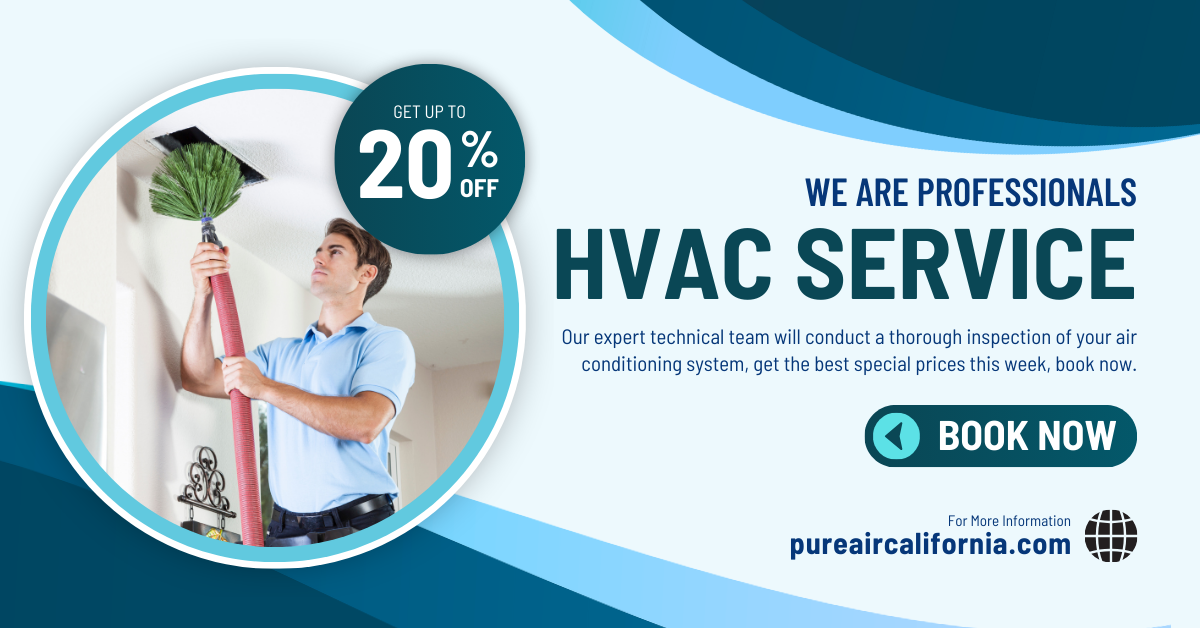 GET UP TO
20% OFF
WE ARE PROFESSIONALS
HVAC SERVICE
Our expert technical team will conduct a thorough inspection of your air
conditioning system, get the best special prices this week, book now.
BOOK NOW
For More Information
pureaircalifornia.com